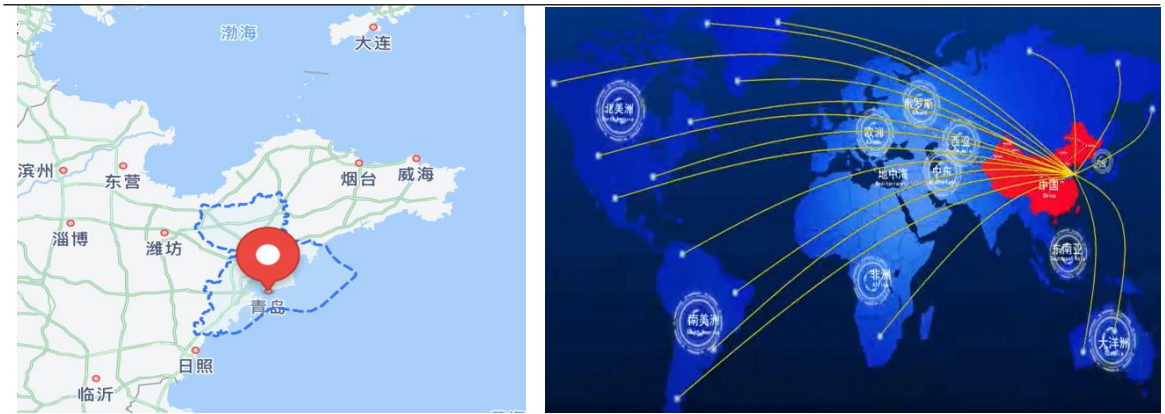 渤海
大连
滨州
东营
烟台
威海
淄博
潍坊
青岛
日照
临沂
北美洲
俄罗斯
欧洲
中东
地中海
中国
China
东南亚
非洲
Africa
南美洲
大洋洲